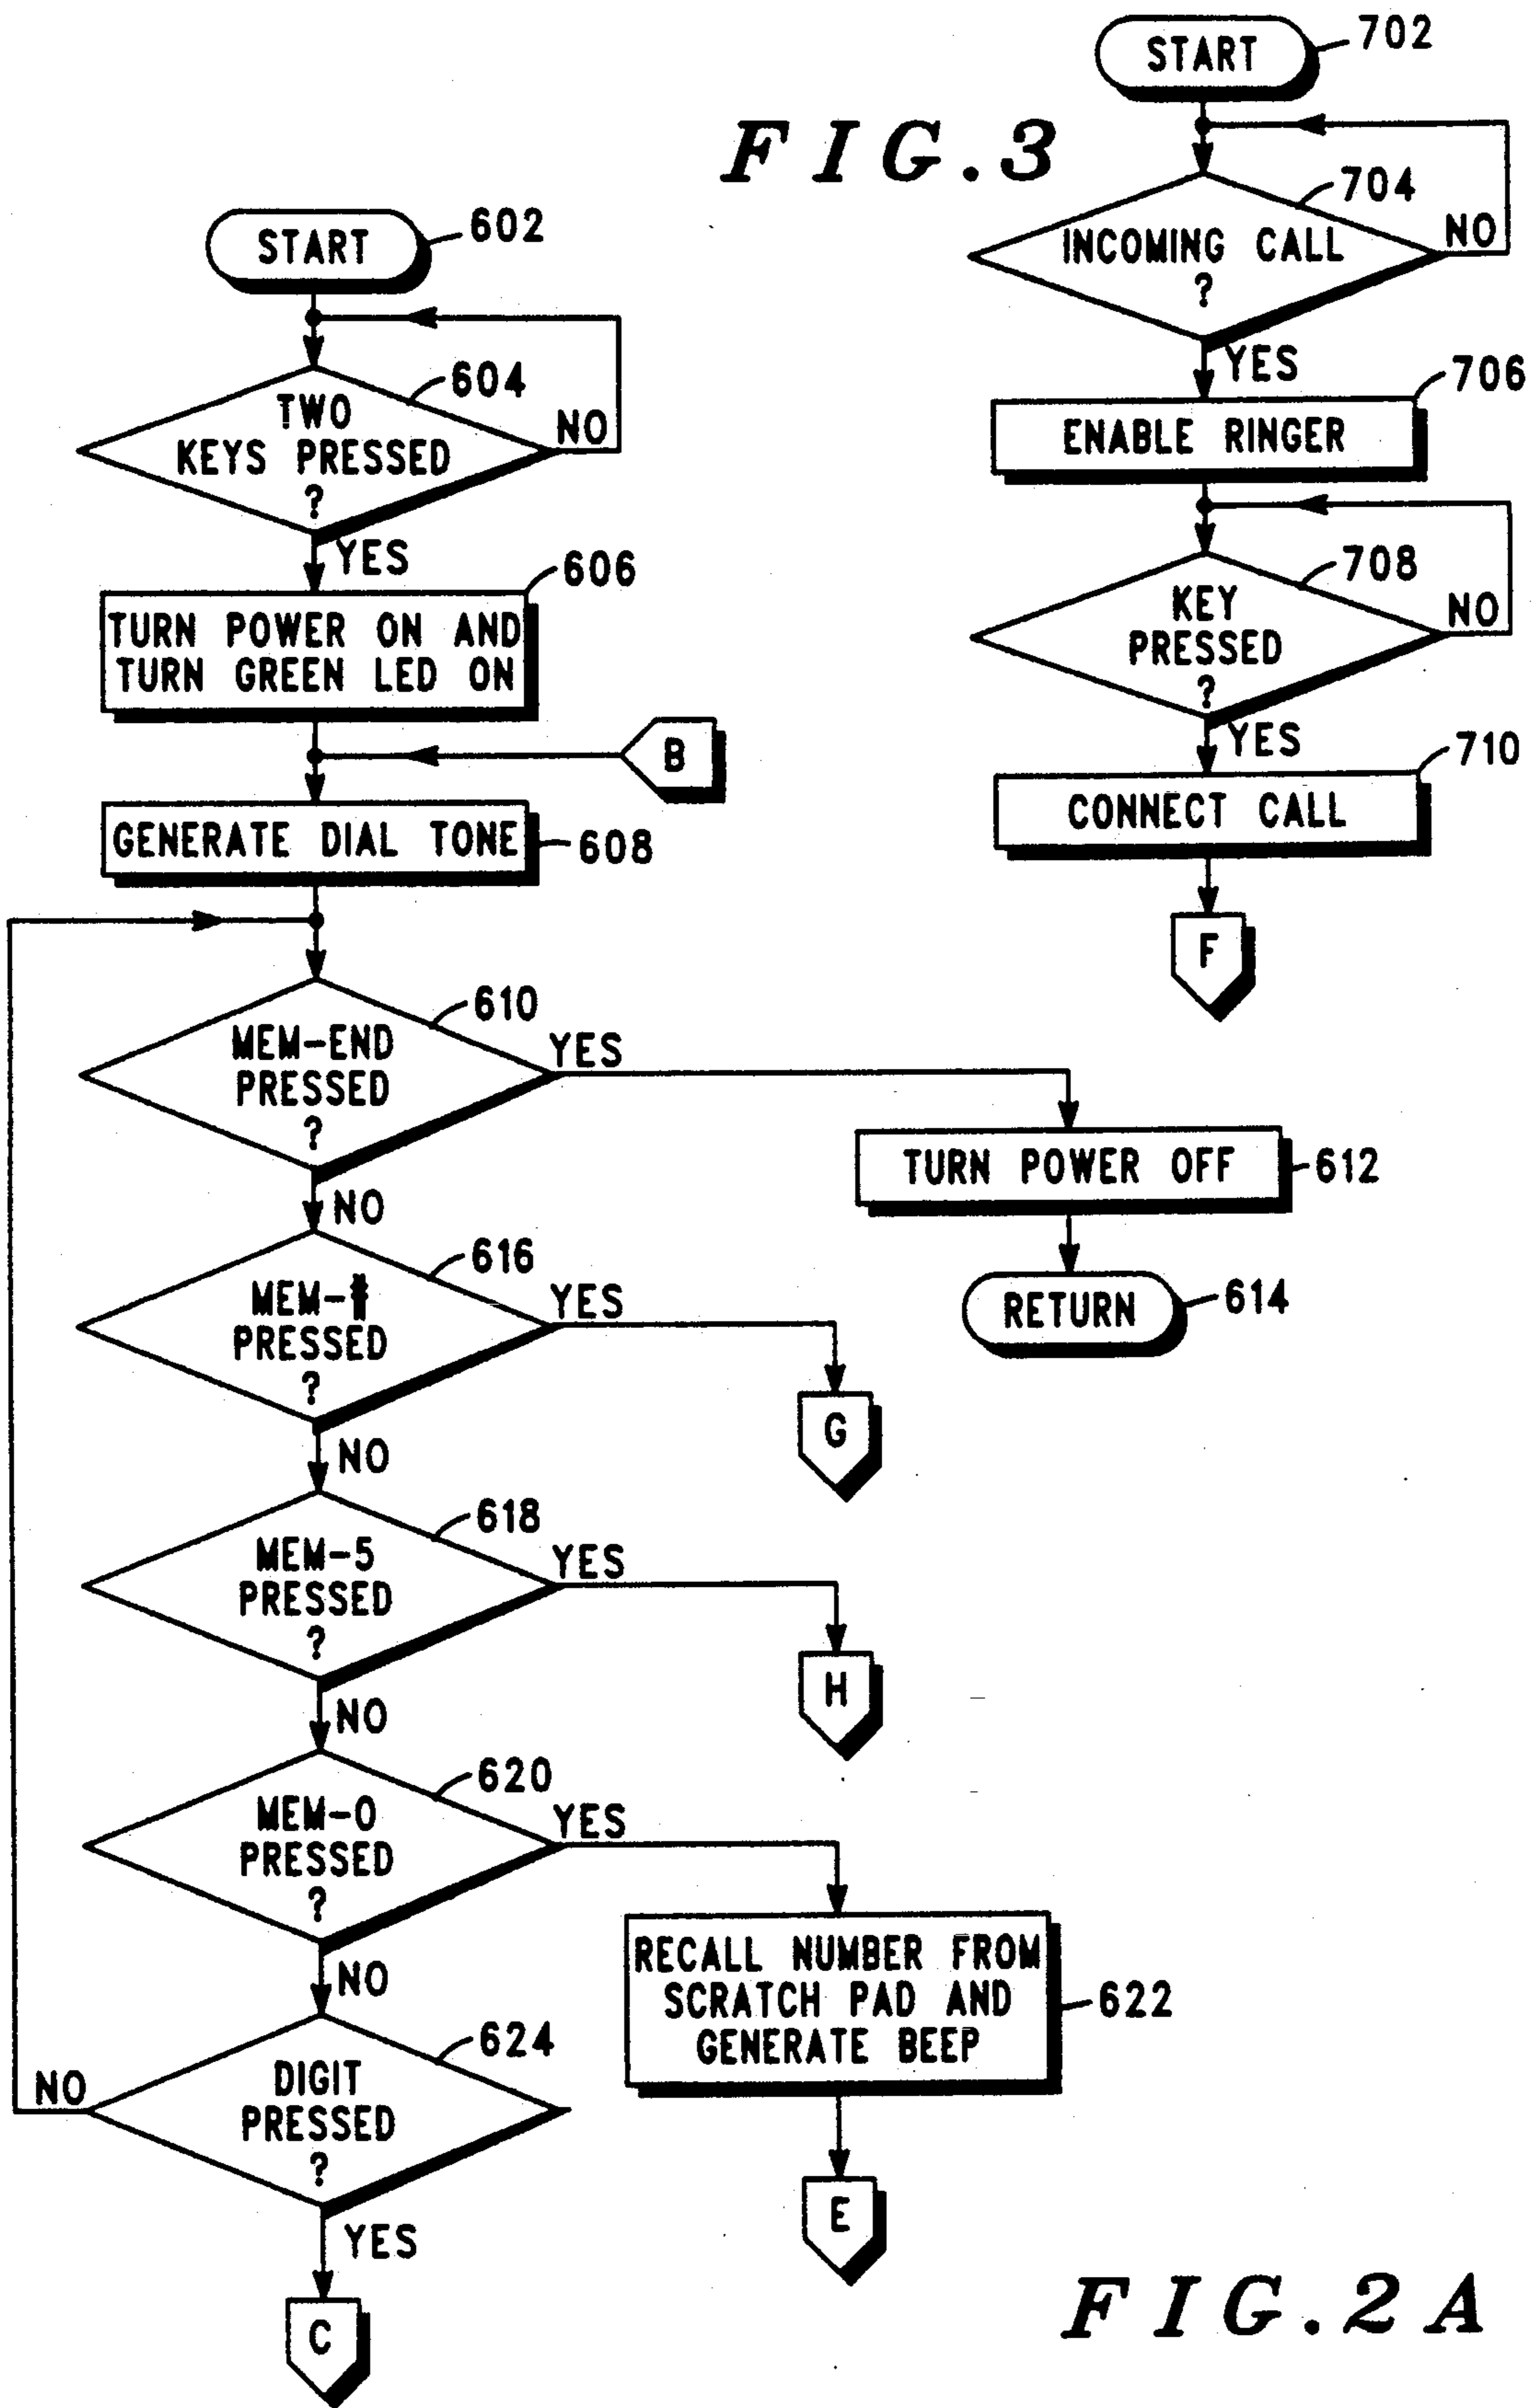 START
702
FIG.3
704
INCOMING CALL
?
NO
YES
706
ENABLE RINGER
708
KEY
PRESSED
?
NO
YES
710
CONNECT CALL
F
START
602
604
TWO
KEYS PRESSED
?
NO
YES
606
TURN POWER ON AND
TURN GREEN LED ON
B
GENERATE DIAL TONE
608
610
MEM-END
PRESSED
?
YES
NO
TURN POWER OFF
612
RETURN
614
616
MEM-#
PRESSED
?
YES
NO
G
618
MEM-5
PRESSED
?
YES
NO
H
620
MEM-0
PRESSED
?
YES
NO
RECALL NUMBER FROM
SCRATCH PAD AND
GENERATE BEEP
622
E
624
DIGIT
PRESSED
?
NO
YES
C
FIG.2A